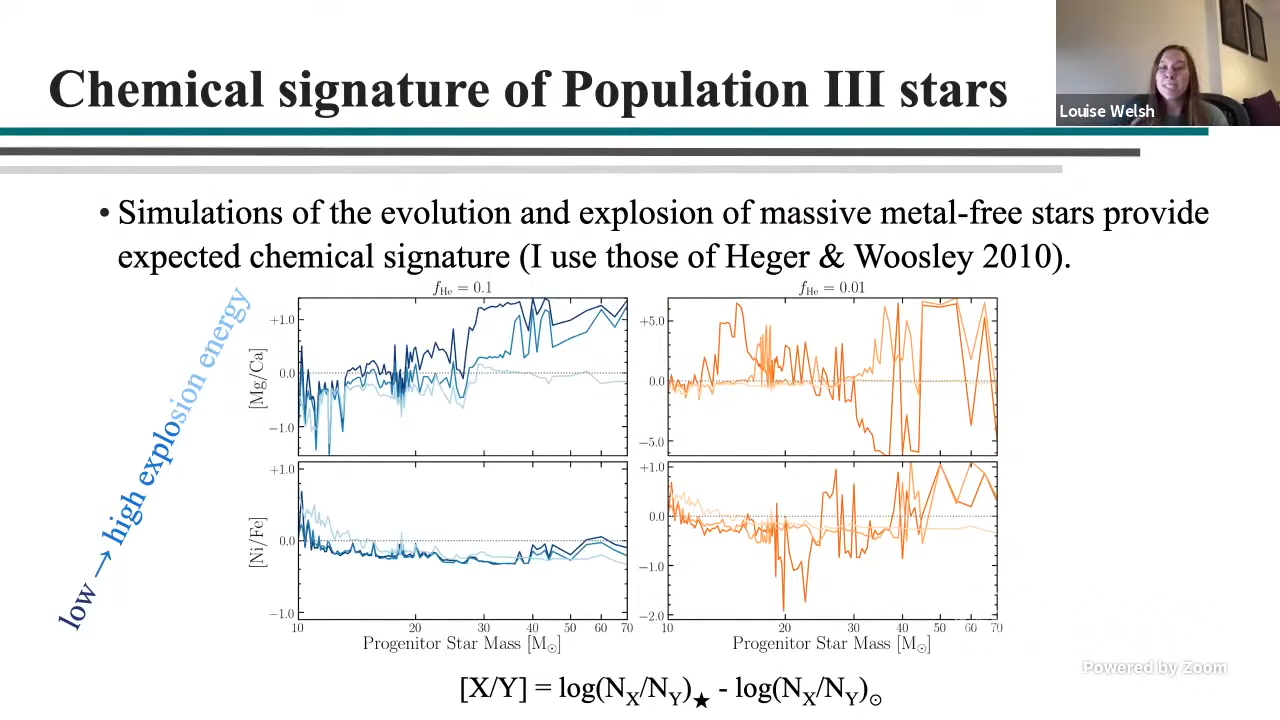 Chemical signature of Population III stars
Louise Welsh
• Simulations of the evolution and explosion of massive metal-free stars provide
expected chemical signature (I use those of Heger & Woosley 2010).
low → high explosion energy
f_He = 0.1
f_He = 0.01
[Mg/Ca]
+1.0
0.0
−1.0
+5.0
0.0
−5.0
[Ni/Fe]
+1.0
0.0
−1.0
+1.0
0.0
−1.0
−2.0
10 20 30 40 50 60 70
10 20 30 40 50 60 70
Progenitor Star Mass [M☉]
Progenitor Star Mass [M☉]
Powered by Zoom
[X/Y] = log(N_X/N_Y)★ - log(N_X/N_Y)☉